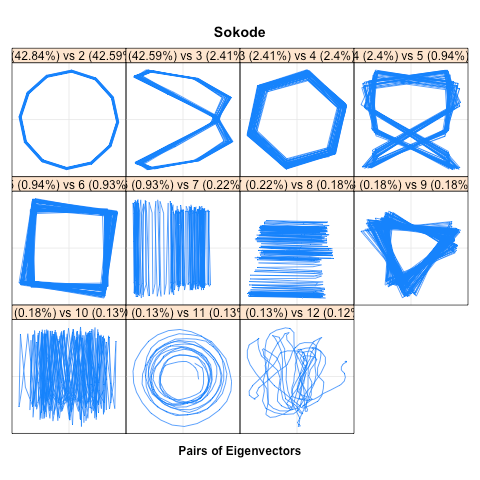 Sokode
(42.84%) vs 2 (42.59%
(42.59%) vs 3 (2.41%
3 (2.41%) vs 4 (2.4%)
4 (2.4%) vs 5 (0.94%)
5 (0.94%) vs 6 (0.93%
(0.93%) vs 7 (0.22%
(0.22%) vs 8 (0.18%
(0.18%) vs 9 (0.18%
(0.18%) vs 10 (0.13%
(0.13%) vs 11 (0.13%
(0.13%) vs 12 (0.12%
Pairs of Eigenvectors